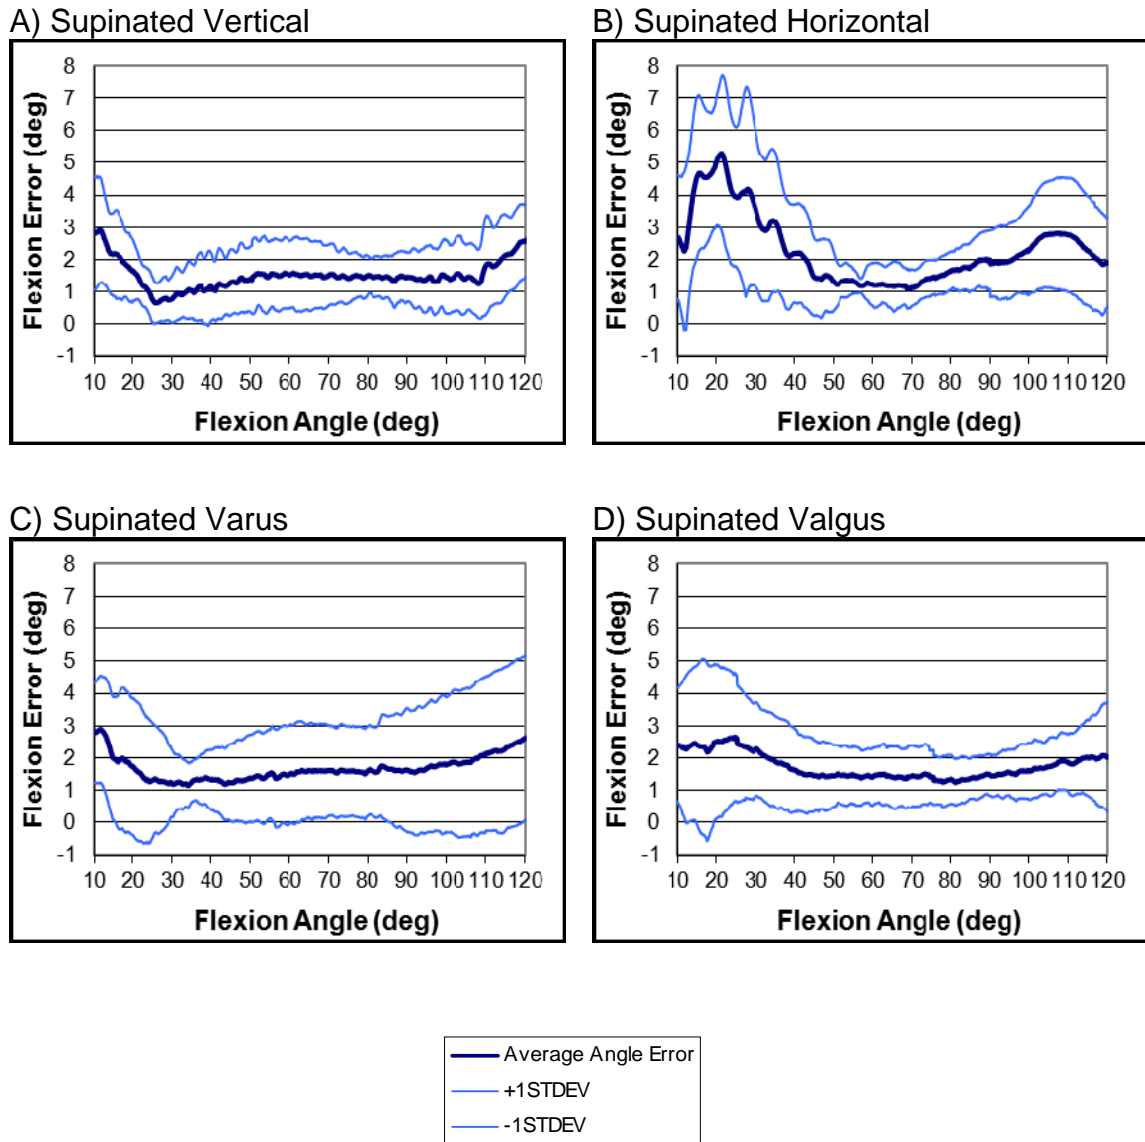 A) Supinated Vertical
B) Supinated Horizontal
Flexion Error (deg)
8
7
6
5
4
3
2
1
0
-1
10 20 30 40 50 60 70 80 90 100 110 120
Flexion Angle (deg)
Flexion Error (deg)
8
7
6
5
4
3
2
1
0
-1
10 20 30 40 50 60 70 80 90 100 110 120
Flexion Angle (deg)
C) Supinated Varus
D) Supinated Valgus
Flexion Error (deg)
8
7
6
5
4
3
2
1
0
-1
10 20 30 40 50 60 70 80 90 100 110 120
Flexion Angle (deg)
Flexion Error (deg)
8
7
6
5
4
3
2
1
0
-1
10 20 30 40 50 60 70 80 90 100 110 120
Flexion Angle (deg)
Average Angle Error
+1STDEV
-1STDEV